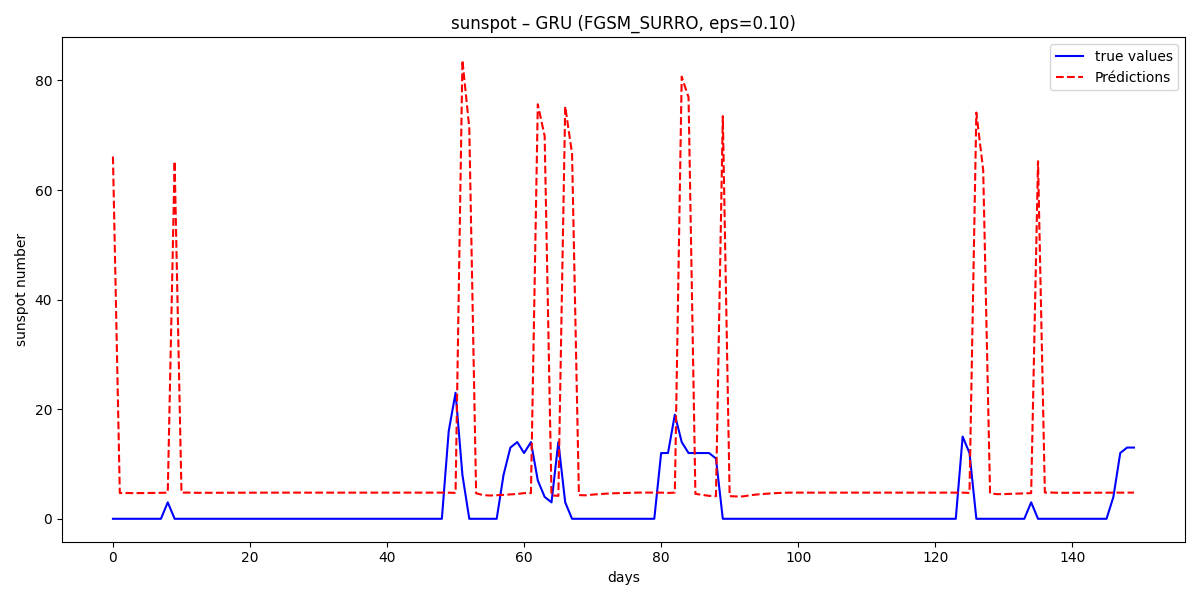 sunspot – GRU (FGSM_SURRO, eps=0.10)
true values
Prédictions
sunspot number
80
60
40
20
0
0 20 40 60 80 100 120 140
days